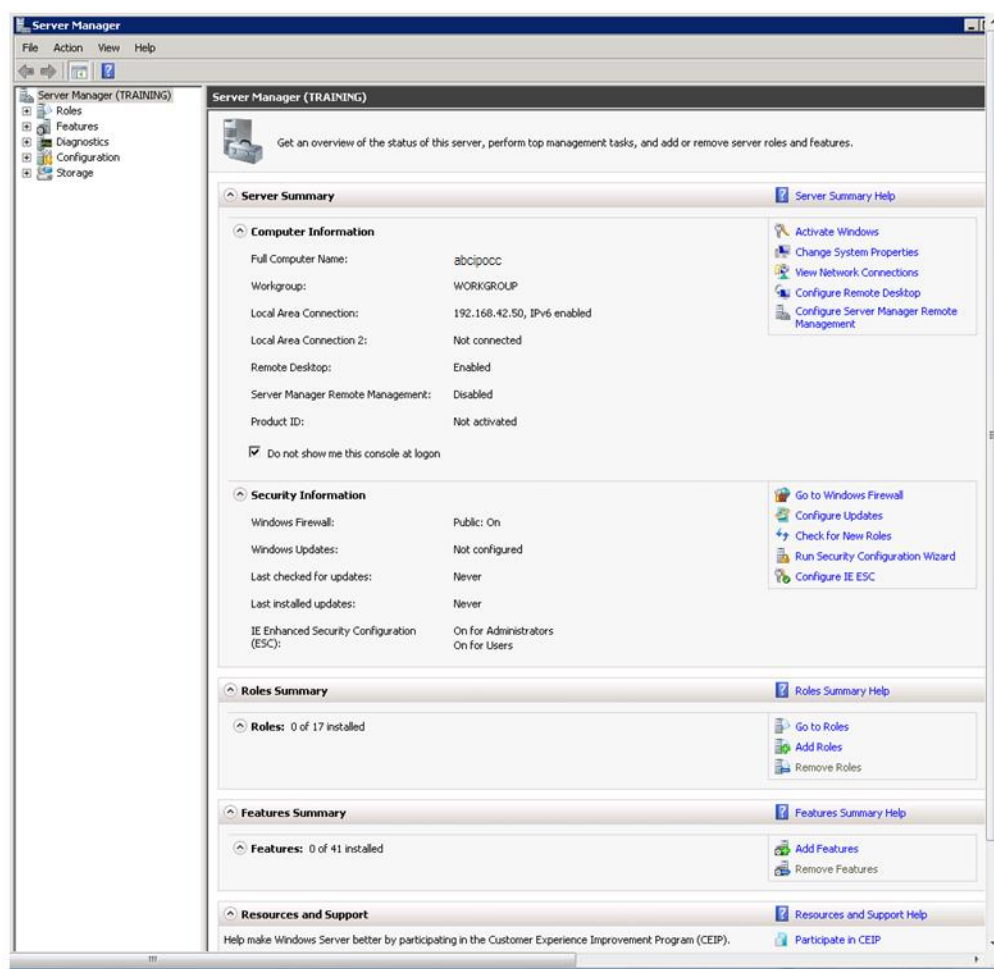 Server Manager
File Action View Help
Server Manager (TRAINING)
Roles
Features
Diagnostics
Configuration
Storage
Server Manager (TRAINING)
Get an overview of the status of this server, perform top management tasks, and add or remove server roles and features.
Server Summary
Server Summary Help
Computer Information
Full Computer Name: abcipocc
Workgroup: WORKGROUP
Local Area Connection: 192.168.42.50, IPv6 enabled
Local Area Connection 2: Not connected
Remote Desktop: Enabled
Server Manager Remote Management: Disabled
Product ID: Not activated
Do not show me this console at logon
Activate Windows
Change System Properties
View Network Connections
Configure Remote Desktop
Configure Server Manager Remote
Management
Security Information
Windows Firewall: Public: On
Windows Updates: Not configured
Last checked for updates: Never
Last installed updates: Never
IE Enhanced Security Configuration On for Administrators
(ESC): On for Users
Go to Windows Firewall
Configure Updates
Check for New Roles
Run Security Configuration Wizard
Configure IE ESC
Roles Summary
Roles Summary Help
Roles: 0 of 17 installed
Go to Roles
Add Roles
Remove Roles
Features Summary
Features Summary Help
Features: 0 of 41 installed
Add Features
Remove Features
Resources and Support
Resources and Support Help
Help make Windows Server better by participating in the Customer Experience Improvement Program (CEIP).
Participate in CEIP